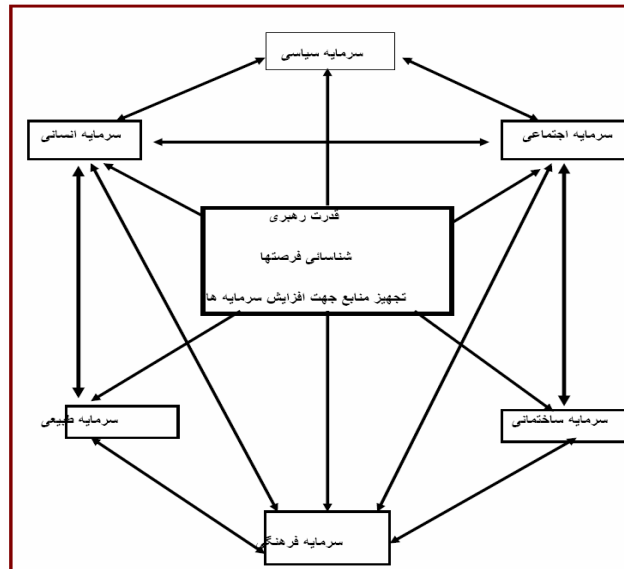 سرمایه سیاسی
سرمایه اجتماعی
سرمایه انسانی
قدرت رهبری
شناسائی فرصتها
تجهیز منابع جهت افزایش سرمایه ها
سرمایه ساختمانی
سرمایه طبیعی
سرمایه فرهنگی